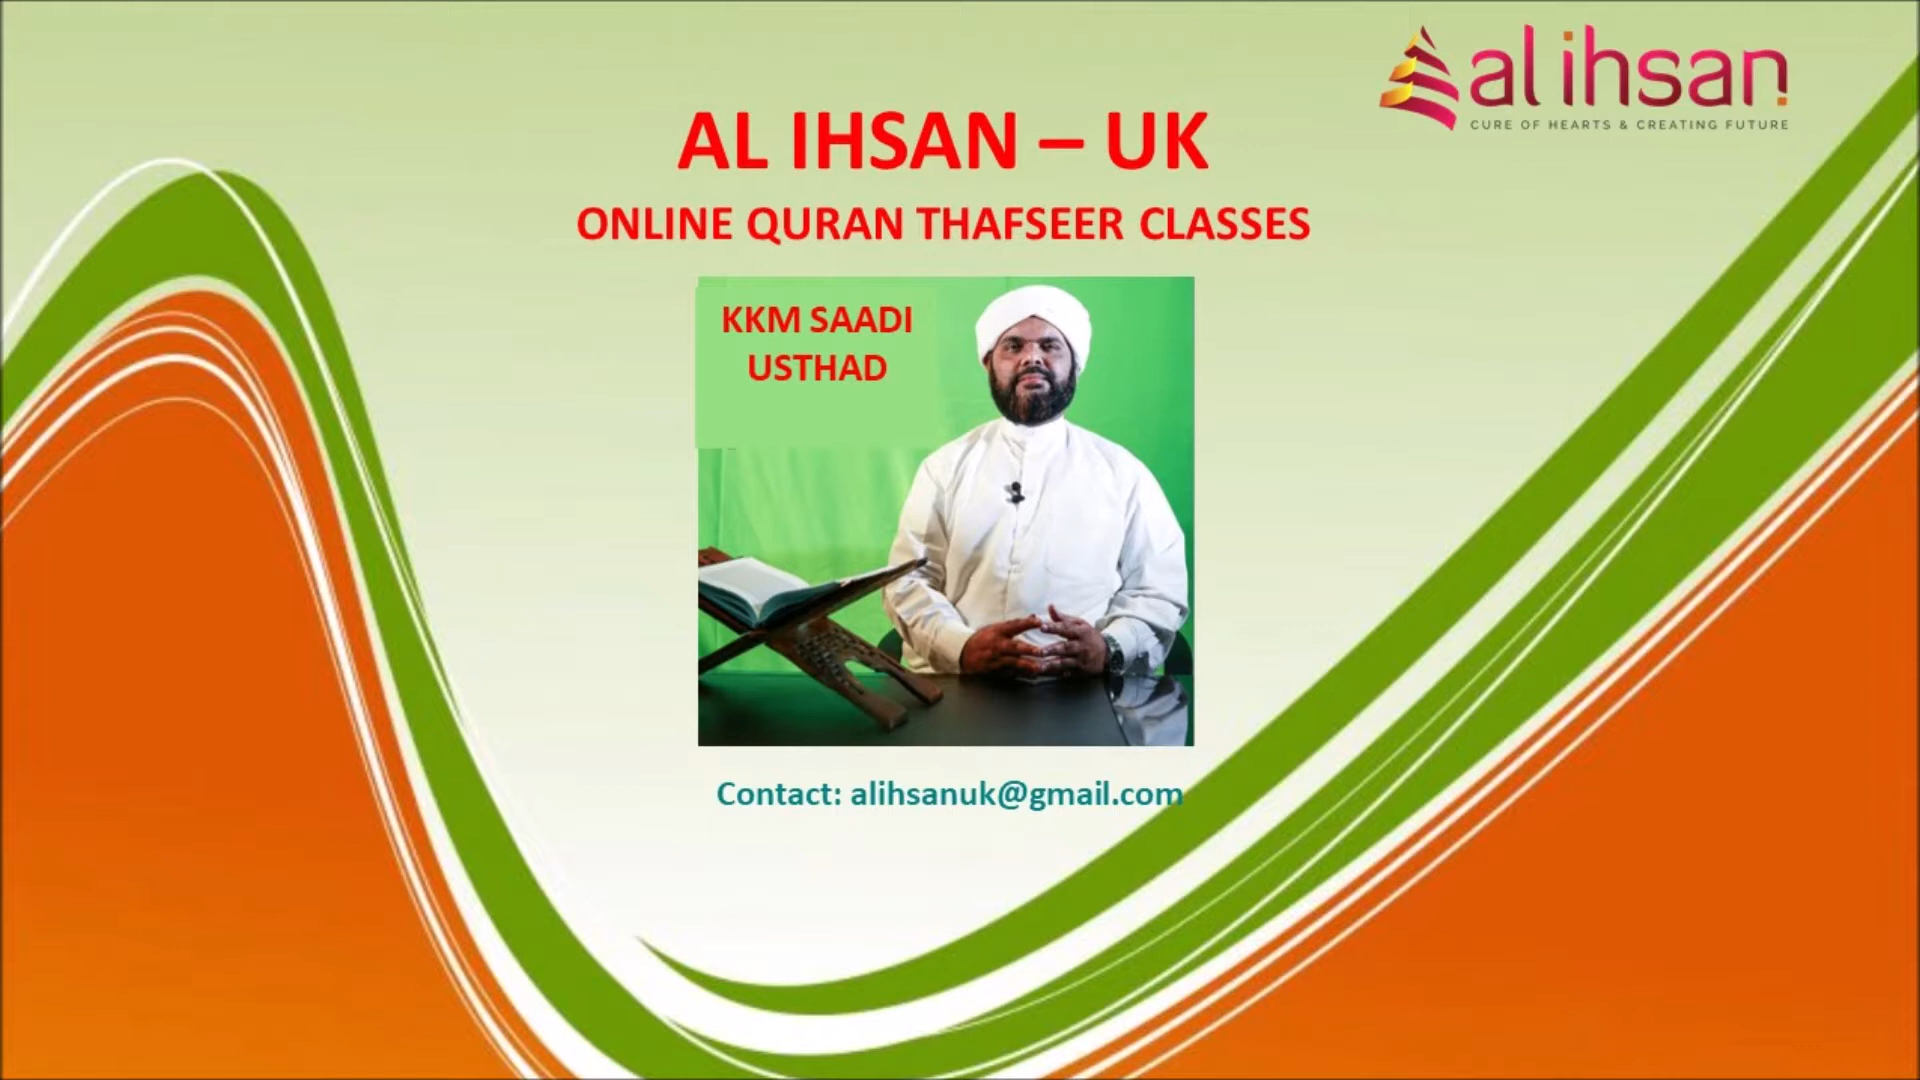 al ihsan
CURE OF HEARTS & CREATING FUTURE
AL IHSAN – UK
ONLINE QURAN THAFSEER CLASSES
KKM SAADI
USTHAD
Contact: alihsanuk@gmail.com